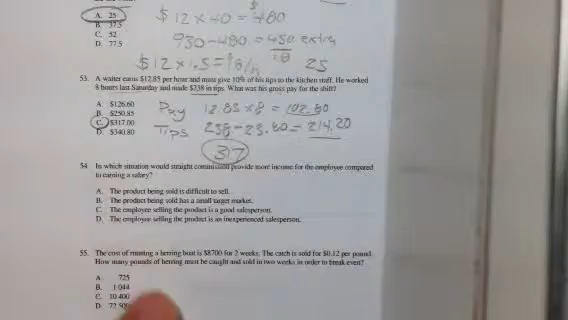 A. 25
B. 37.5
C. 52
D. 77.5
$12 x 40 = $480
930-480 = 450 extra
18
$12 x 1.5 = 18/h 25
53. A waiter earns $12.85 per hour and must give 10% of his tips to the kitchen staff. He worked
8 hours last Saturday and made $238 in tips. What was his gross pay for the shift?
A. $126.60
B. $250.85
C. $317.00
D. $340.80
Pay 12.85 x 8 = 102.80
Tips 238-23.80 = 214.20
317
54. In which situation would straight commission provide more income for the employee compared
to earning a salary?
A. The product being sold is difficult to sell.
B. The product being sold has a small target market.
C. The employee selling the product is a good salesperson.
D. The employee selling the product is an inexperienced salesperson.
55. The cost of running a herring boat is $8700 for 2 weeks. The catch is sold for $0.12 per pound.
How many pounds of herring must be caught and sold in two weeks in order to break even?
A. 725
B. 1 044
C. 10 400
D. 72 500